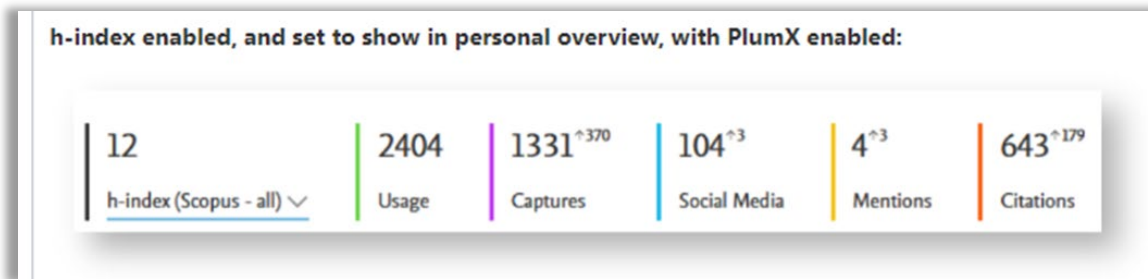 h-index enabled, and set to show in personal overview, with PlumX enabled:
12 2404 1331↑370 104↑3 4↑3 643↑179
h-index (Scopus - all) Usage Captures Social Media Mentions Citations